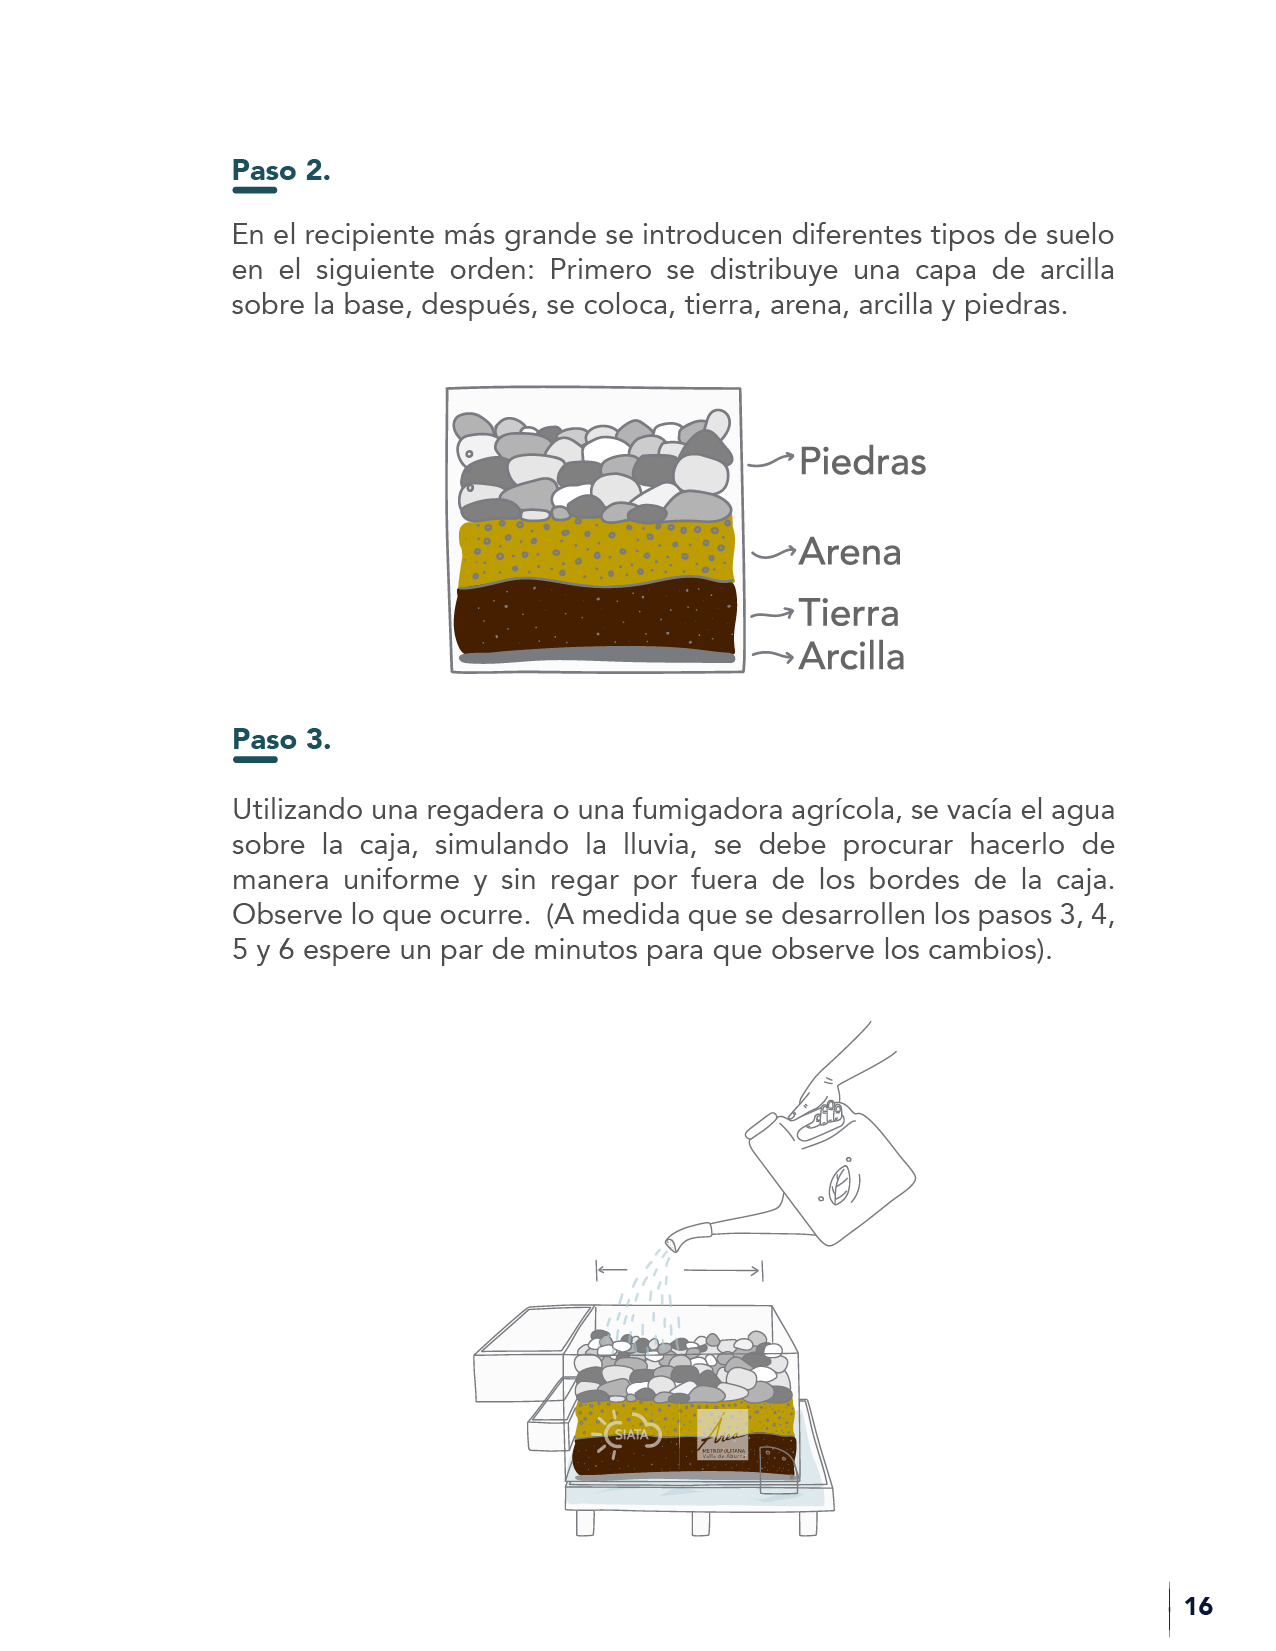 Paso 2.
En el recipiente más grande se introducen diferentes tipos de suelo
en el siguiente orden: Primero se distribuye una capa de arcilla
sobre la base, después, se coloca, tierra, arena, arcilla y piedras.
Piedras
Arena
Tierra
Arcilla
Paso 3.
Utilizando una regadera o una fumigadora agrícola, se vacía el agua
sobre la caja, simulando la lluvia, se debe procurar hacerlo de
manera uniforme y sin regar por fuera de los bordes de la caja.
Observe lo que ocurre. (A medida que se desarrollen los pasos 3, 4,
5 y 6 espere un par de minutos para que observe los cambios).
SIATA
Área
METROPOLITANA
Valle de Aburrá
16